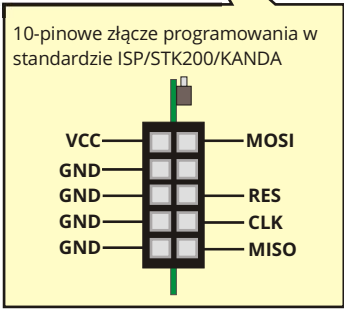 10-pinowe złącze programowania w
standardzie ISP/STK200/KANDA
VCC MOSI
GND
GND RES
GND CLK
GND MISO